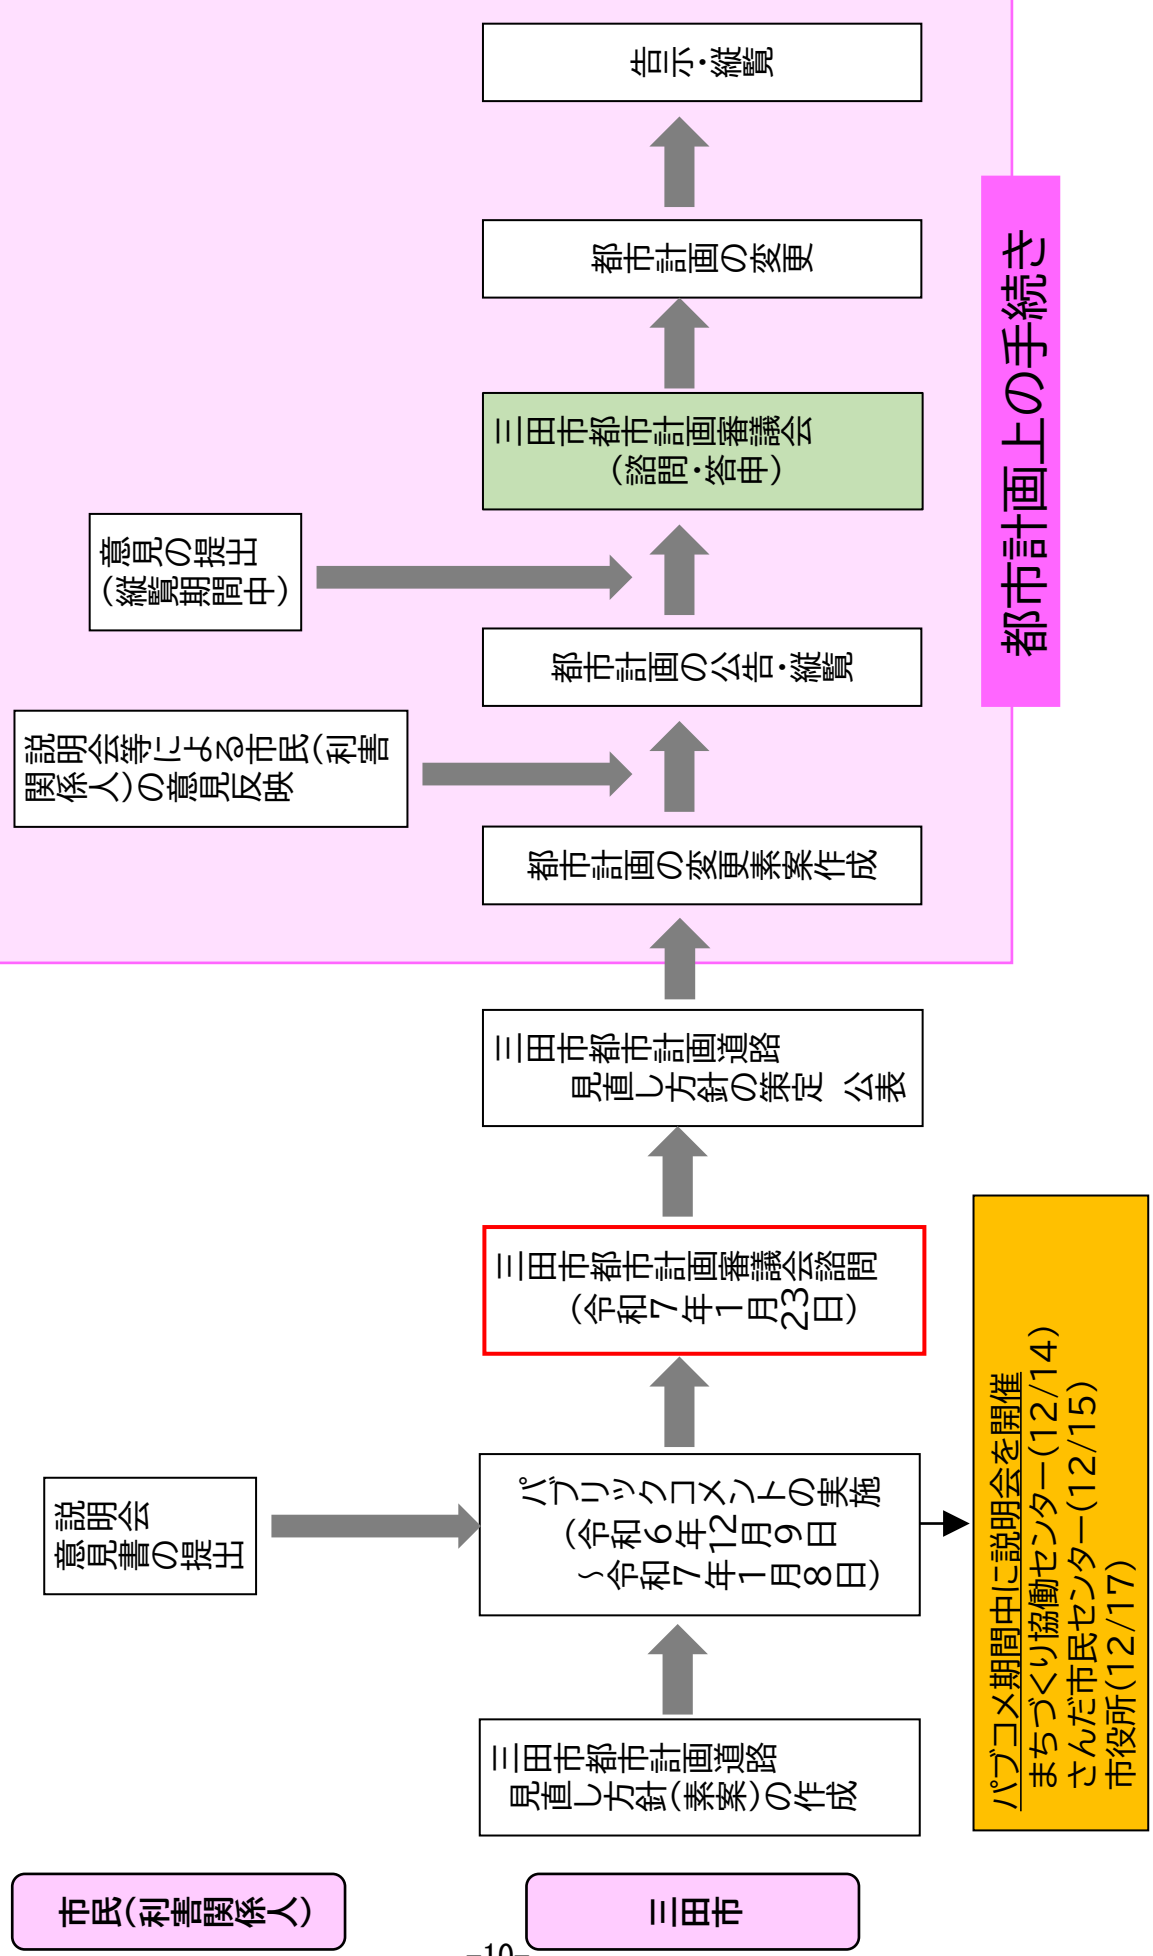 市民(利害関係人)
説明会
意見書の提出
説明会等による市民(利害
関係人)の意見反映
意見の提出
(縦覧期間中)
三田市
三田市都市計画道路
見直し方針(素案)の作成
パブリックコメントの実施
(令和6年12月9日
～令和7年1月8日)
三田市都市計画審議会諮問
(令和7年1月23日)
三田市都市計画道路
見直し方針の策定 公表
都市計画の変更素案作成
都市計画の公告・縦覧
三田市都市計画審議会
(諮問・答申)
都市計画の変更
告示・縦覧
パブコメ期間中に説明会を開催
まちづくり協働センター(12/14)
さんだ市民センター(12/15)
市役所(12/17)
都市計画上の手続き
-10-